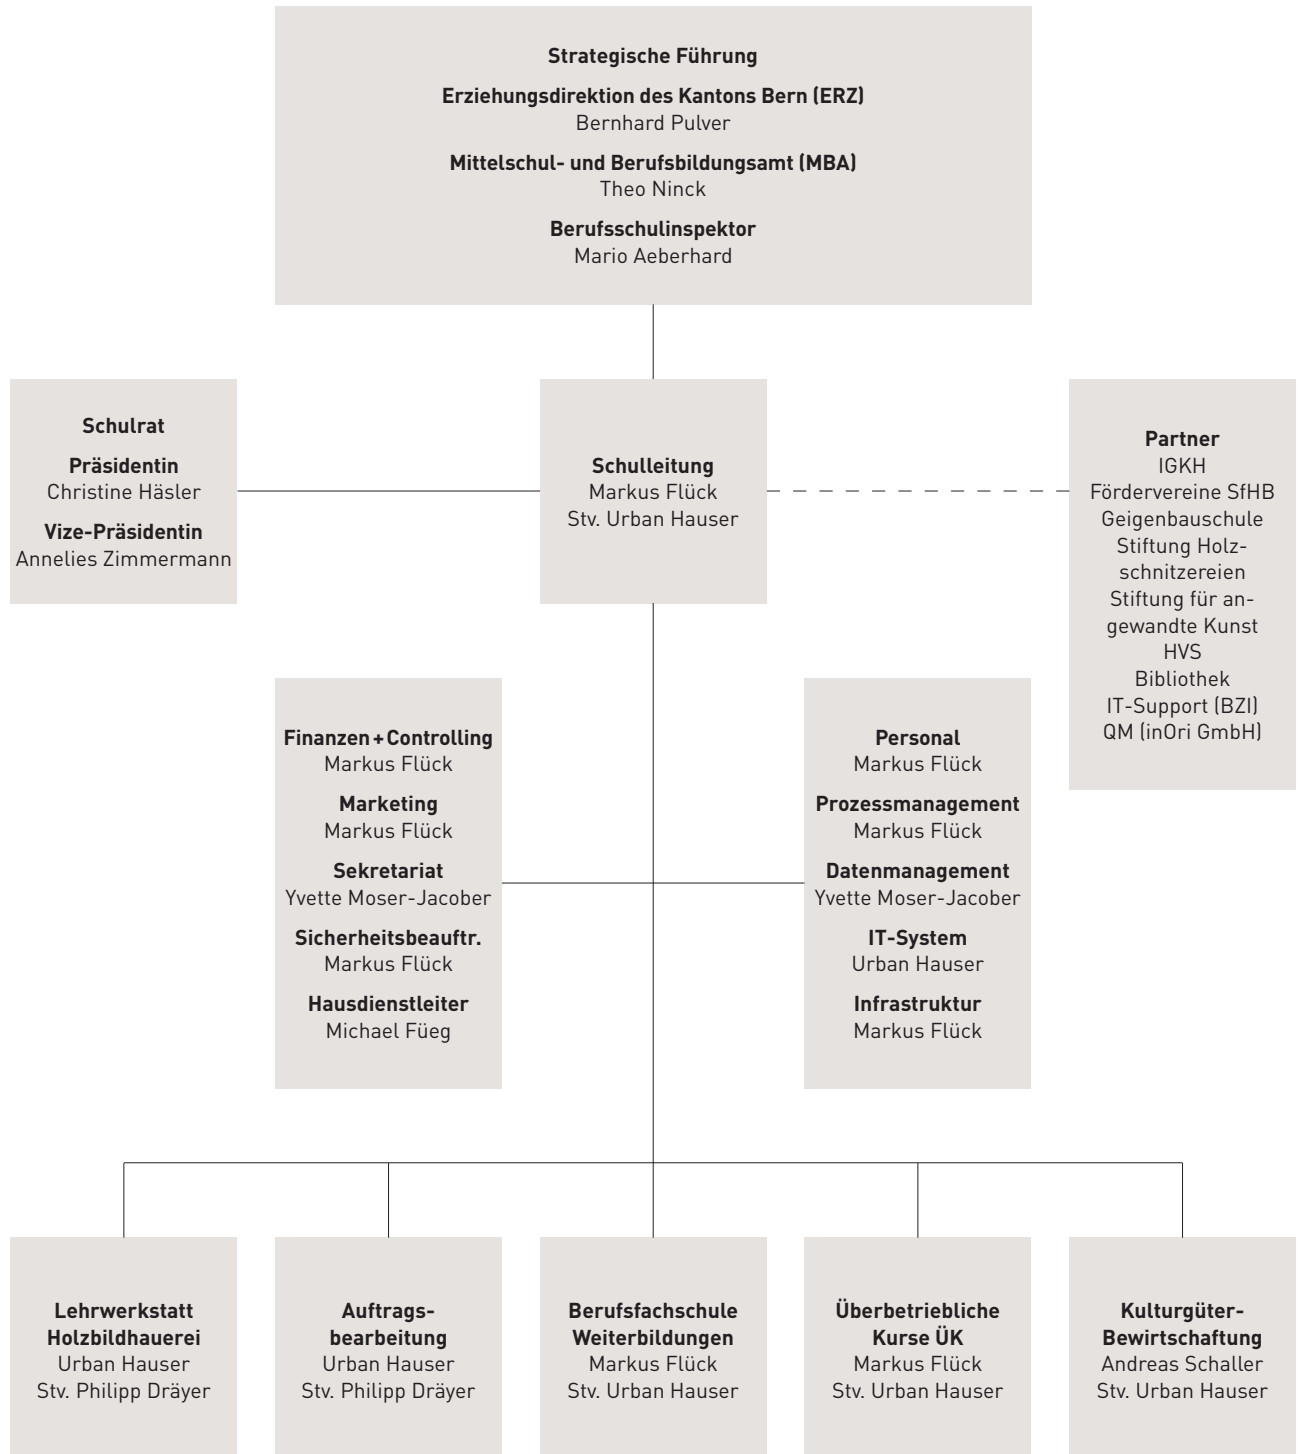 Strategische Führung
Erziehungsdirektion des Kantons Bern (ERZ)
Bernhard Pulver
Mittelschul- und Berufsbildungsamt (MBA)
Theo Ninck
Berufsschulinspektor
Mario Aeberhard
Schulrat
Präsidentin
Christine Häsler
Vize-Präsidentin
Annelies Zimmermann
Schulleitung
Markus Flück
Stv. Urban Hauser
Partner
IGKH
Fördervereine SfHB
Geigenbauschule
Stiftung Holz-
schnitzereien
Stiftung für an-
gewandte Kunst
HVS
Bibliothek
IT-Support (BZI)
QM (inOri GmbH)
Finanzen + Controlling
Markus Flück
Marketing
Markus Flück
Sekretariat
Yvette Moser-Jacober
Sicherheitsbeauftr.
Markus Flück
Hausdienstleiter
Michael Füeg
Personal
Markus Flück
Prozessmanagement
Markus Flück
Datenmanagement
Yvette Moser-Jacober
IT-System
Urban Hauser
Infrastruktur
Markus Flück
Lehrwerkstatt
Holzbildhauerei
Urban Hauser
Stv. Philipp Dräyer
Auftrags-
bearbeitung
Urban Hauser
Stv. Philipp Dräyer
Berufsfachschule
Weiterbildungen
Markus Flück
Stv. Urban Hauser
Überbetriebliche
Kurse ÜK
Markus Flück
Stv. Urban Hauser
Kulturgüter-
Bewirtschaftung
Andreas Schaller
Stv. Urban Hauser